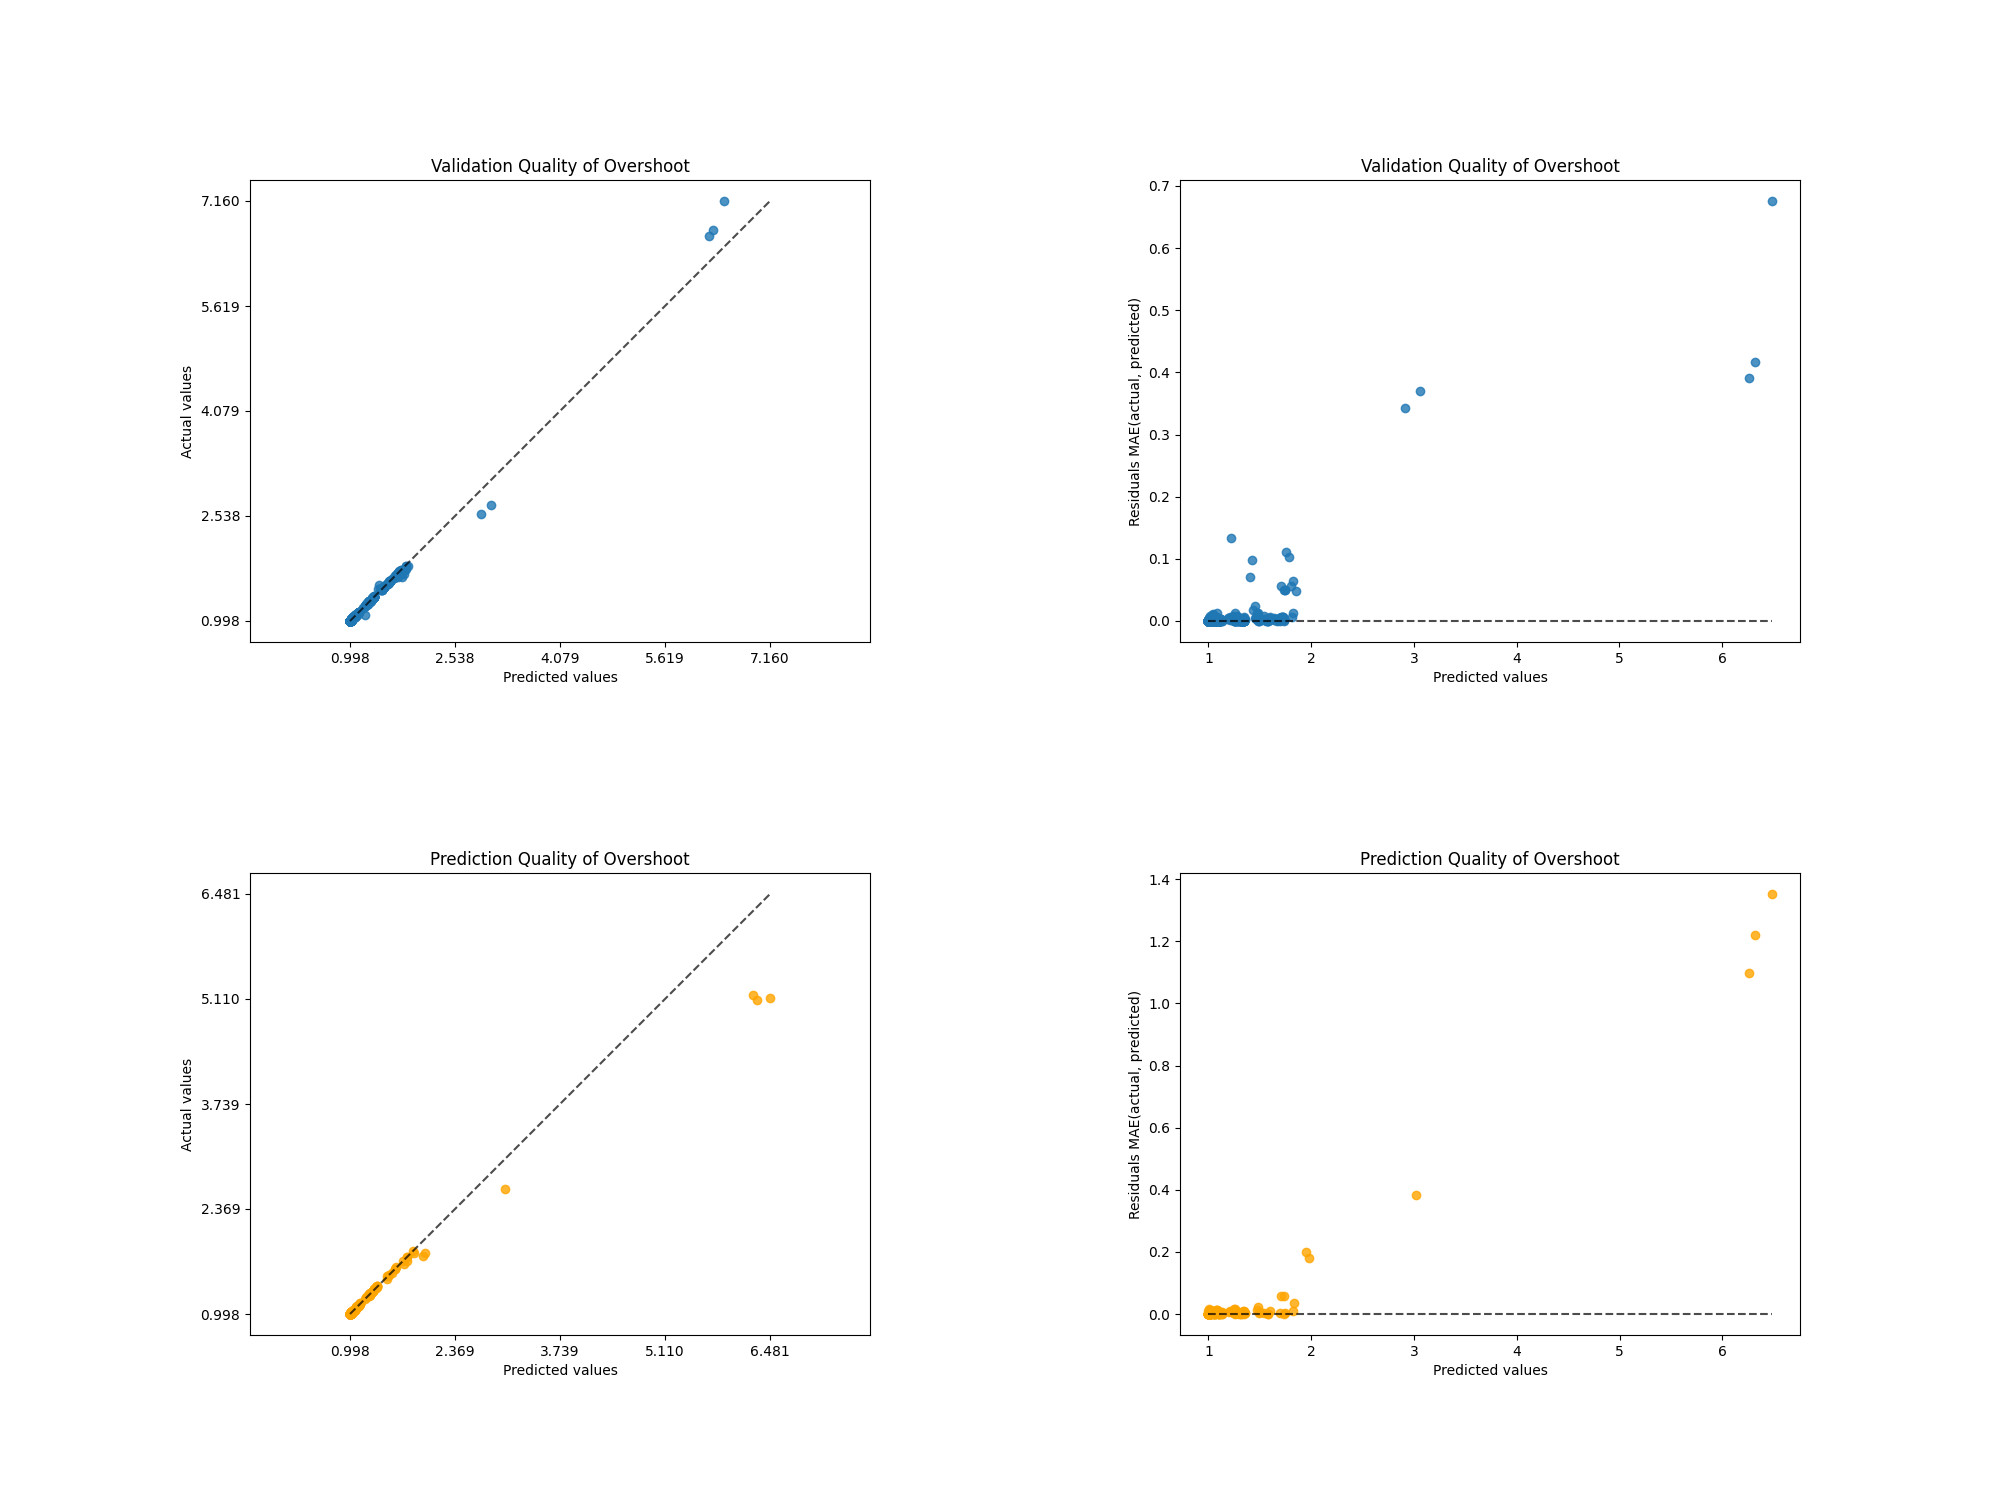 Validation Quality of Overshoot
7.160
5.619
4.079
2.538
0.998
Actual values
0.998 2.538 4.079 5.619 7.160
Predicted values
Validation Quality of Overshoot
0.7
0.6
0.5
0.4
0.3
0.2
0.1
0.0
Residuals MAE(actual, predicted)
1 2 3 4 5 6
Predicted values
Prediction Quality of Overshoot
6.481
5.110
3.739
2.369
0.998
Actual values
0.998 2.369 3.739 5.110 6.481
Predicted values
Prediction Quality of Overshoot
1.4
1.2
1.0
0.8
0.6
0.4
0.2
0.0
Residuals MAE(actual, predicted)
1 2 3 4 5 6
Predicted values